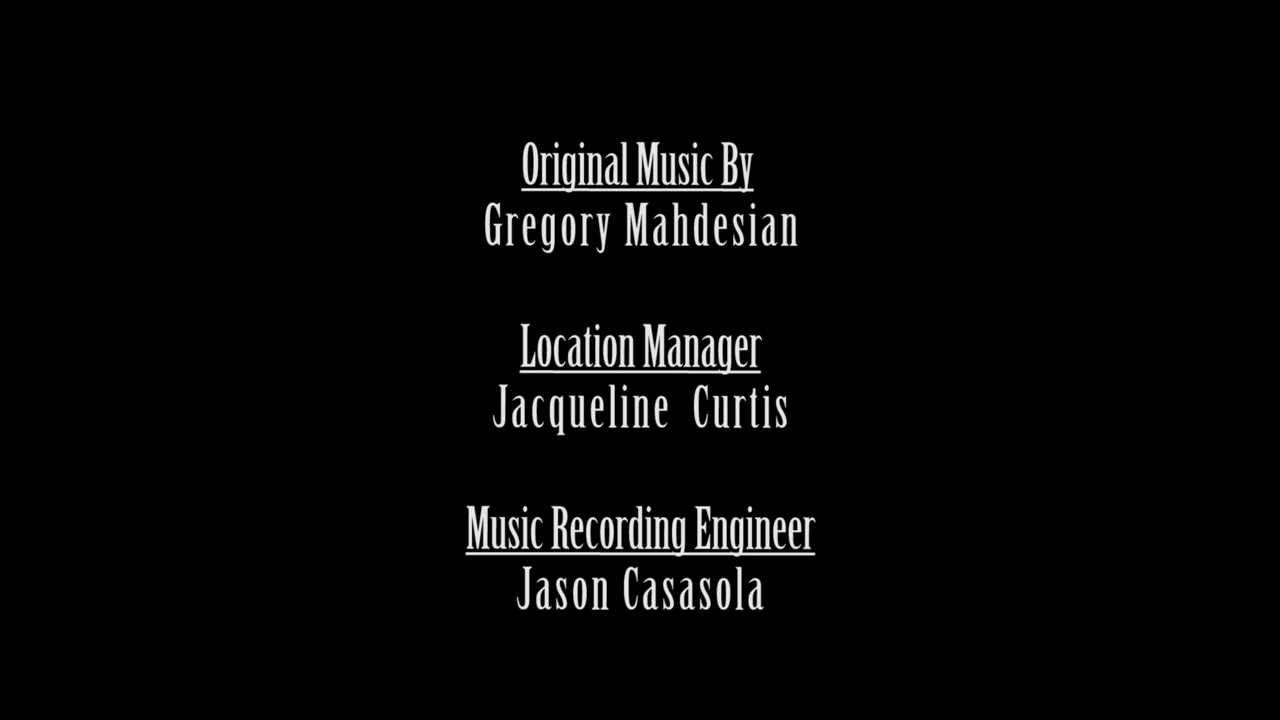 Original Music By
Gregory Mahdesian
Location Manager
Jacqueline Curtis
Music Recording Engineer
Jason Casasola